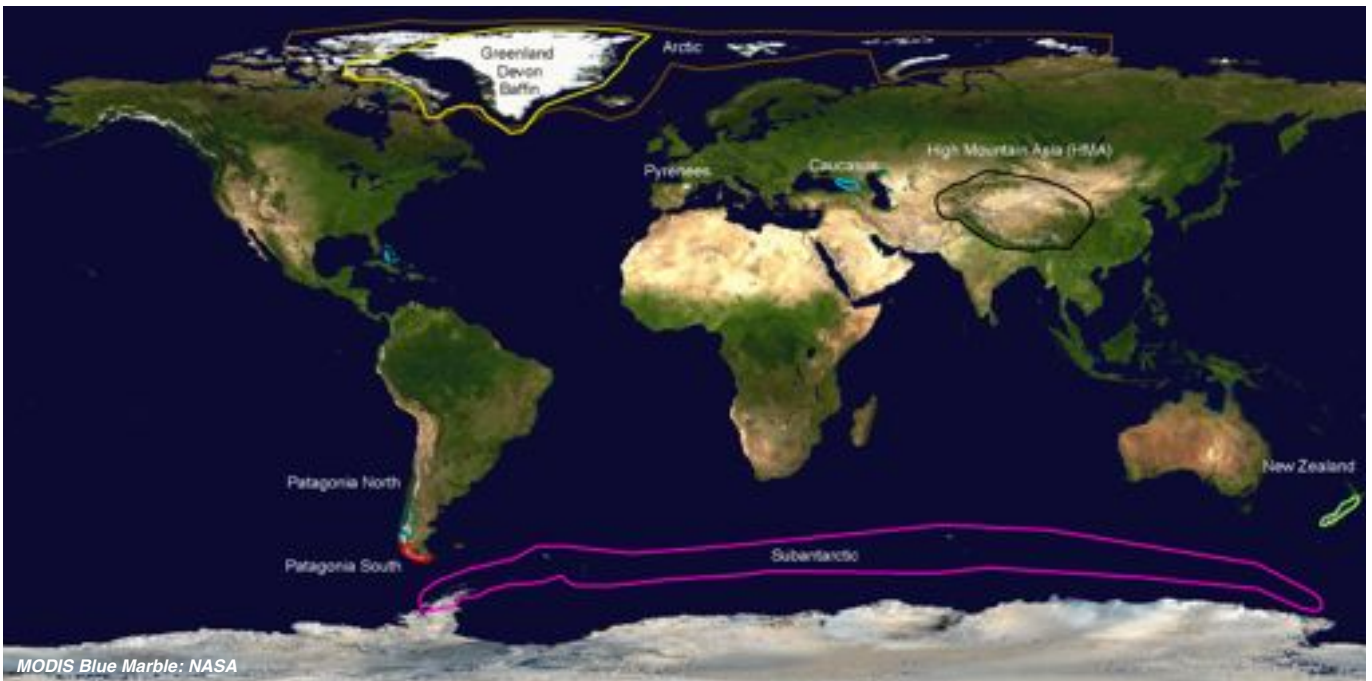 Greenland
Devon
Baffin
Arctic
High Mountain Asia (HMA)
Pyrenees
Caucasus
New Zealand
Patagonia North
Subantarctic
Patagonia South
MODIS Blue Marble: NASA